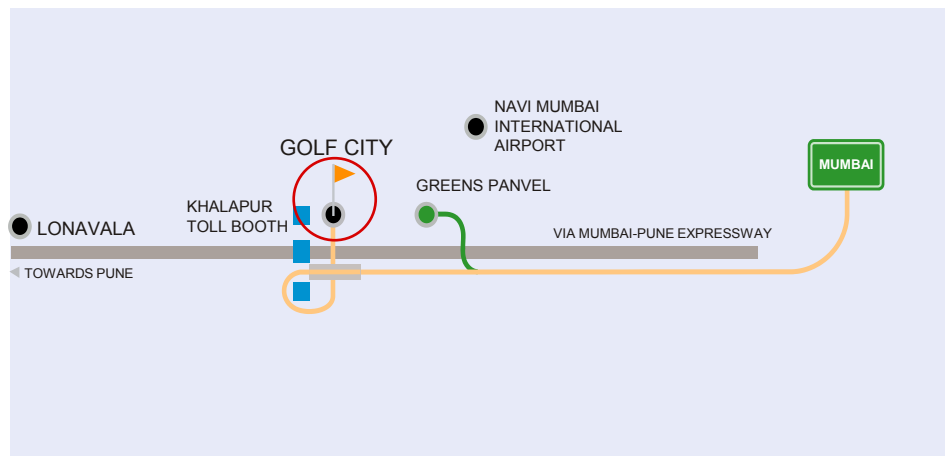 NAVI MUMBAI
INTERNATIONAL
AIRPORT
GOLF CITY
MUMBAI
GREENS PANVEL
KHALAPUR
TOLL BOOTH
LONAVALA
VIA MUMBAI-PUNE EXPRESSWAY
TOWARDS PUNE